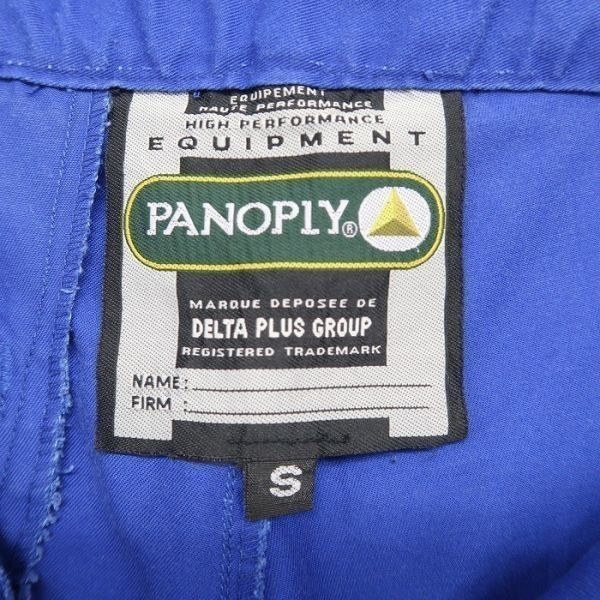 EQUIPEMENT
HAUTE PERFORMANCE
HIGH PERFORMANCE
EQUIPMENT
PANOPLY®
MARQUE DEPOSEE DE
DELTA PLUS GROUP
REGISTERED TRADEMARK
NAME:
FIRM:
S